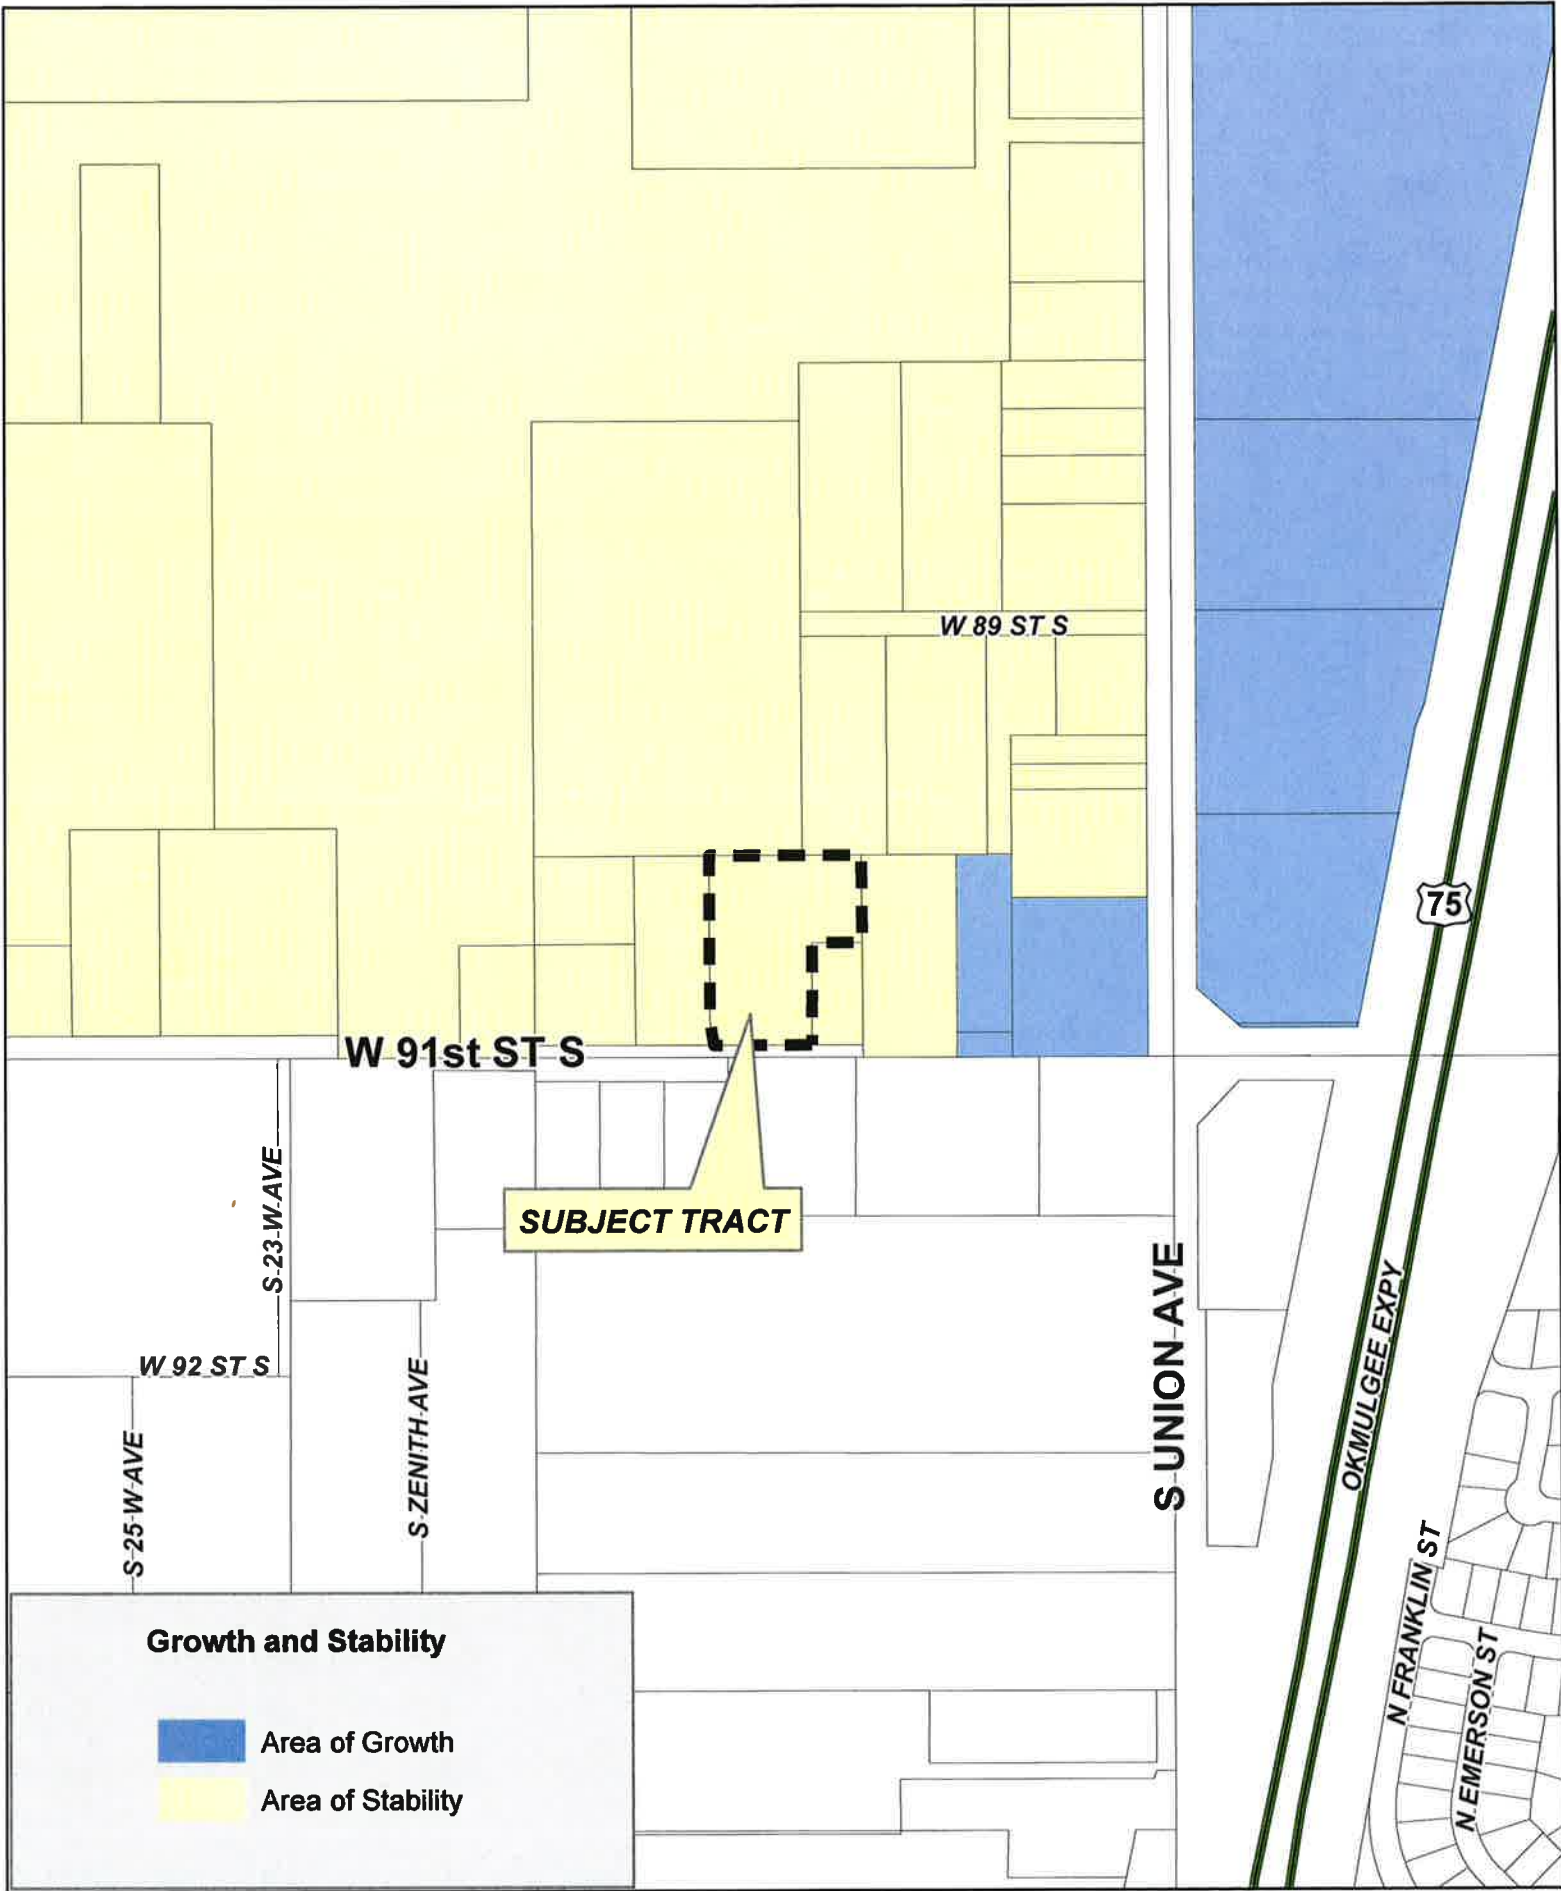 W 89 ST S
75
W 91st ST S
SUBJECT TRACT
S 23 W AVE
S UNION AVE
OKMULGEE EXPY
W 92 ST S
S ZENITH AVE
S 25 W AVE
N FRANKLIN ST
N EMERSON ST
Growth and Stability
Area of Growth
Area of Stability